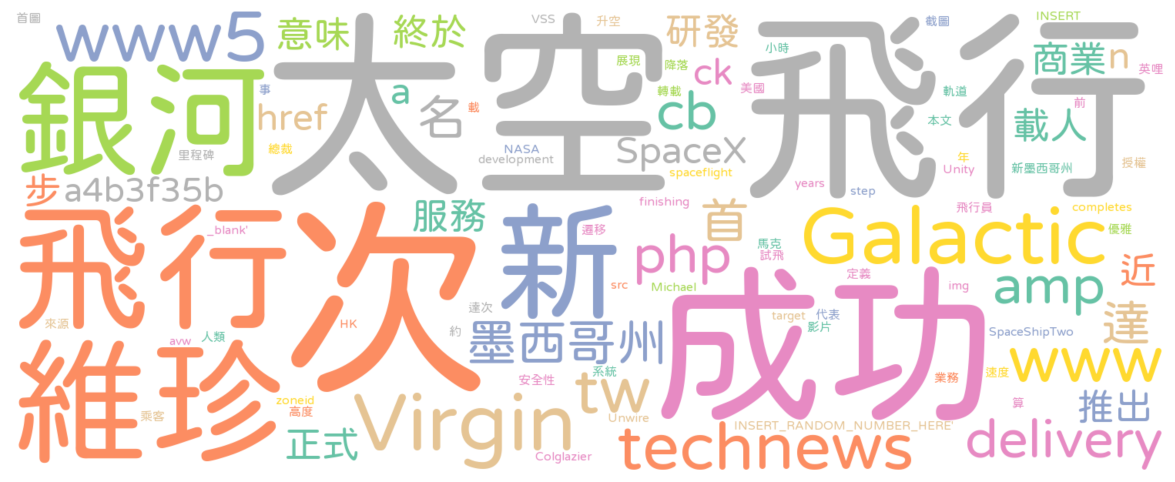 首圖
www5
意味
終於
VSS
升空
研發
截圖
INSERT
商業
n
英哩
太空飛行
銀河
href
事
a
名
載
展現
降落
轉載
ck
cb
小時
美國
軌道
前
本文
載人
里程碑
總裁
NASA
development
SpaceX
spaceflight
年
Unity
新墨西哥州
授權
步
a4b3f35b
years
step
飛行
_blank'
次
服務
新
遷移
finishing
首
php
馬克
試飛
飛行員
Galactic
completes
優雅
近
src
Michael
定義
img
amp
來源
HK
達次
約
墨西哥州
成功
target
代表
影片
SpaceShipTwo
達
avw
人類
維珍
安全性
系統
業務
速度
www
zoneid
高度
乘客
Virgin
tw
Unwire
算
推出
正式
Colglazier
technews
INSERT_RANDOM_NUMBER_HERE'
delivery